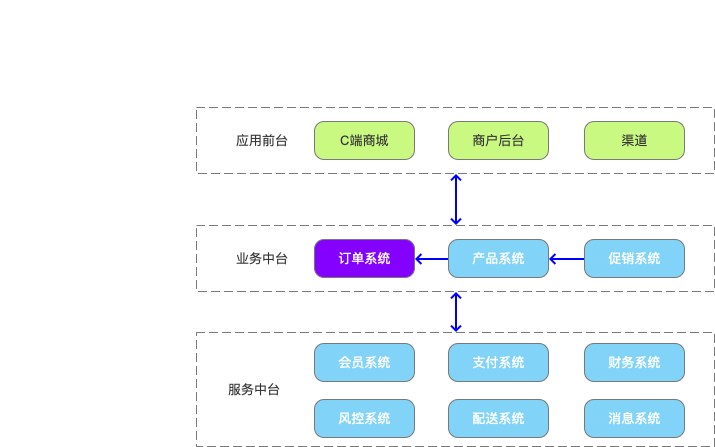 应用前台
C端商城
商户后台
渠道
业务中台
订单系统
产品系统
促销系统
服务中台
会员系统
支付系统
财务系统
风控系统
配送系统
消息系统